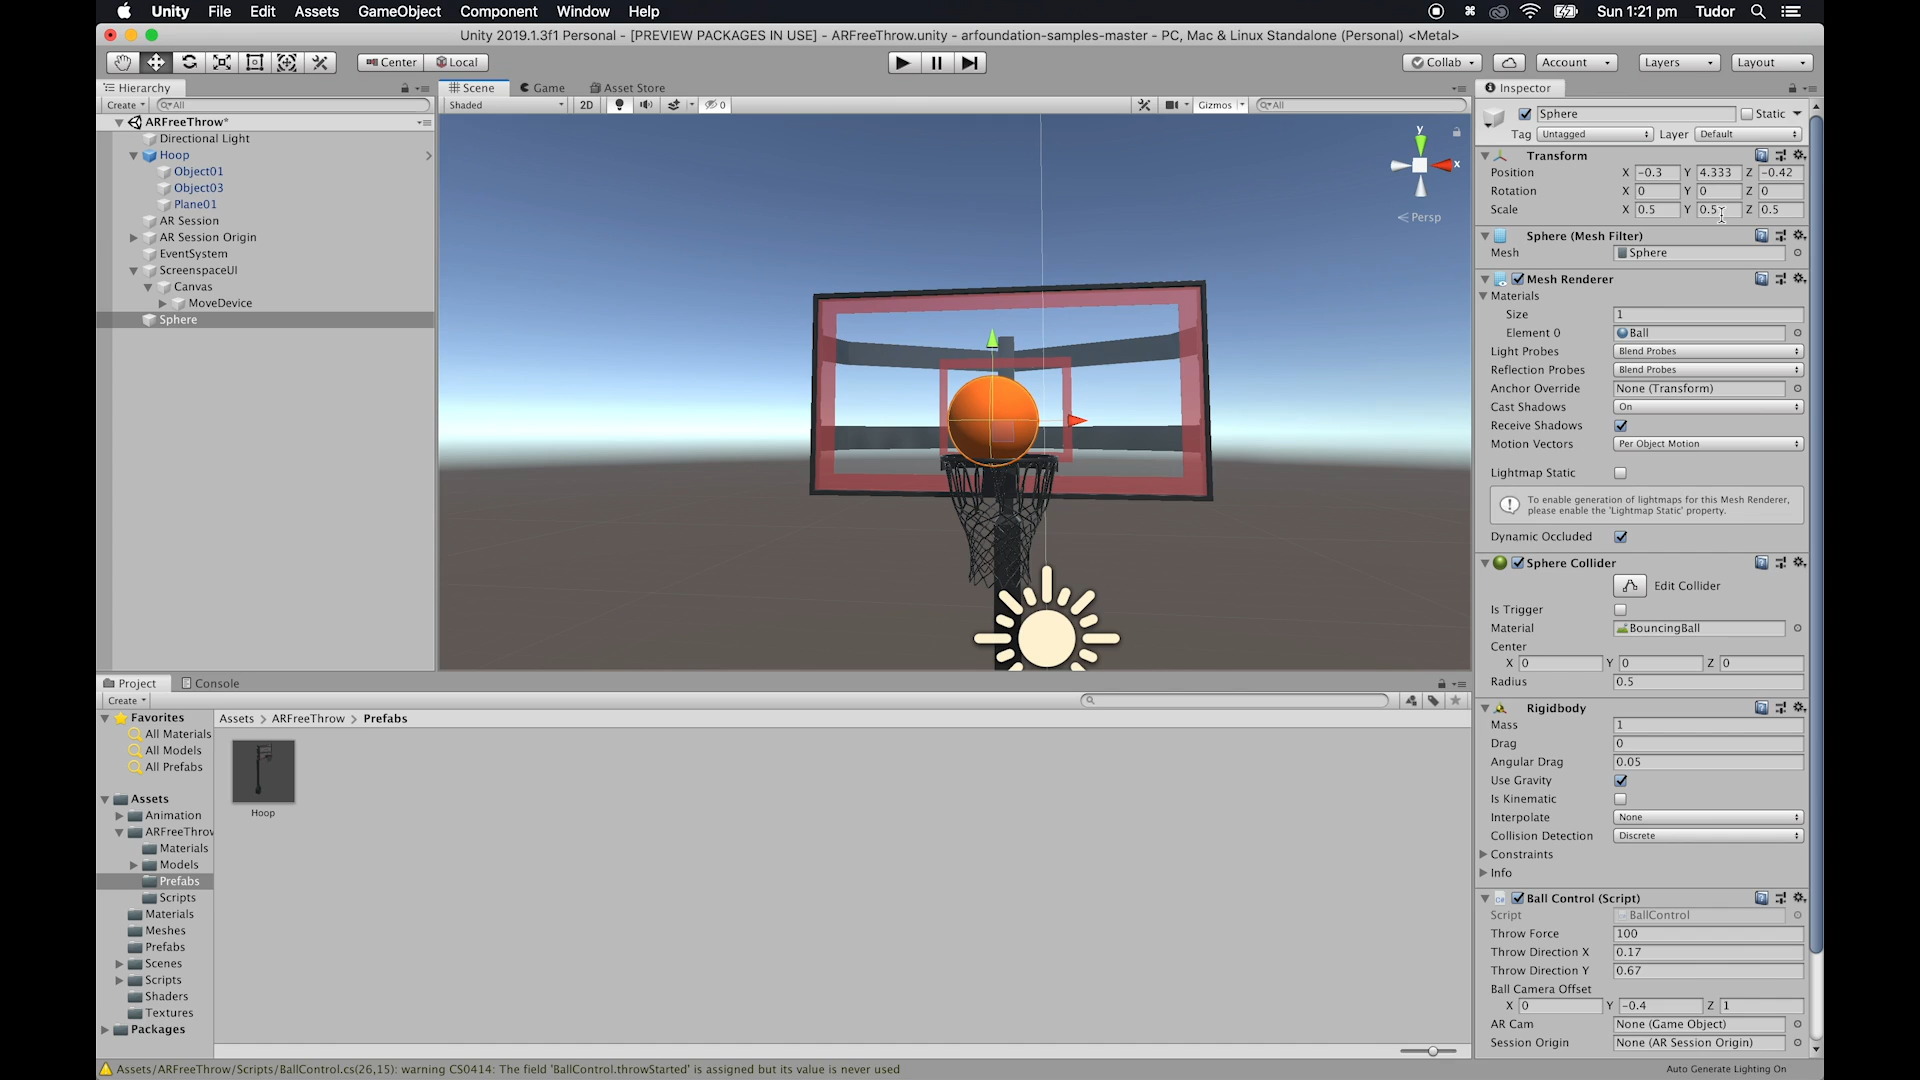 Unity File Edit Assets GameObject Component Window Help Sun 1:21 pm Tudor
Unity 2019.1.3f1 Personal - [PREVIEW PACKAGES IN USE] - ARFreeThrow.unity - arfoundation-samples-master - PC, Mac & Linux Standalone (Personal) <Metal>
Center Local Collab Account Layers Layout
Hierarchy
Create All
ARFreeThrow*
Directional Light
Hoop
Object01
Object03
Plane01
AR Session
AR Session Origin
EventSystem
ScreenspaceUI
Canvas
MoveDevice
Sphere
Scene Game Asset Store
Shaded 2D 0 Gizmos All
y
x
Persp
Inspector
Sphere Static
Tag Untagged Layer Default
Transform
Position X -0.3 Y 4.333 Z -0.42
Rotation X 0 Y 0 Z 0
Scale X 0.5 Y 0.5 Z 0.5
Sphere (Mesh Filter)
Mesh Sphere
Mesh Renderer
Materials
Size 1
Element 0 Ball
Light Probes Blend Probes
Reflection Probes Blend Probes
Anchor Override None (Transform)
Cast Shadows On
Receive Shadows
Motion Vectors Per Object Motion
Lightmap Static
To enable generation of lightmaps for this Mesh Renderer,
please enable the 'Lightmap Static' property.
Dynamic Occluded
Sphere Collider
Edit Collider
Is Trigger
Material BouncingBall
Center
X 0 Y 0 Z 0
Radius 0.5
Rigidbody
Mass 1
Drag 0
Angular Drag 0.05
Use Gravity
Is Kinematic
Interpolate None
Collision Detection Discrete
Constraints
Info
Ball Control (Script)
Script BallControl
Throw Force 100
Throw Direction X 0.17
Throw Direction Y 0.67
Ball Camera Offset
X 0 Y -0.4 Z 1
AR Cam None (Game Object)
Session Origin None (AR Session Origin)
Project Console
Create
Favorites
All Materials
All Models
All Prefabs
Assets
Animation
ARFreeThrow
Materials
Models
Prefabs
Scripts
Materials
Meshes
Prefabs
Scenes
Scripts
Shaders
Textures
Packages
Assets > ARFreeThrow > Prefabs
Hoop
Assets/ARFreeThrow/Scripts/BallControl.cs(26,15): warning CS0414: The field 'BallControl.throwStarted' is assigned but its value is never used
Auto Generate Lighting On